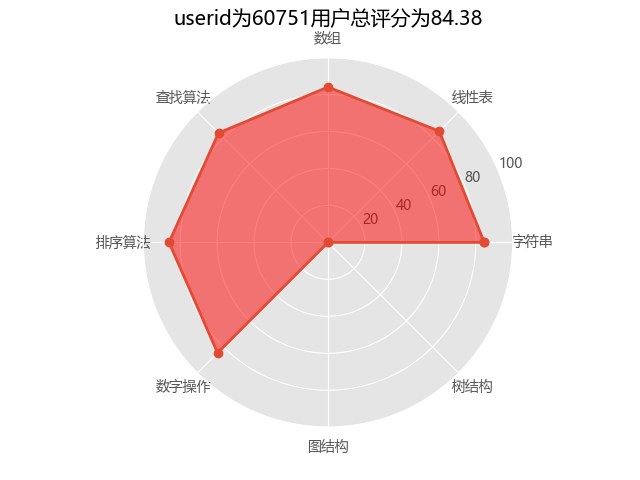 userid为60751用户总评分为84.38
数组
查找算法
线性表
100
80
60
40
20
排序算法
字符串
数字操作
树结构
图结构